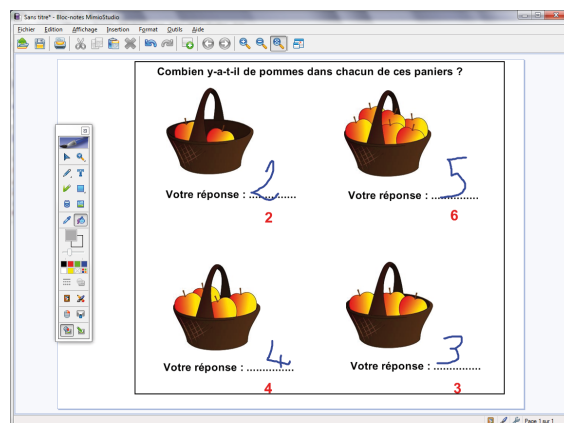 Sans titre* - Bloc-notes MimioStudio
Fichier Edition Affichage Insertion Format Outils Aide
Combien y-a-t-il de pommes dans chacun de ces paniers ?
Votre réponse : .............. 2
2
Votre réponse : .............. 5
6
Votre réponse : .............. 4
4
Votre réponse : .............. 3
3
Page 1 sur 1